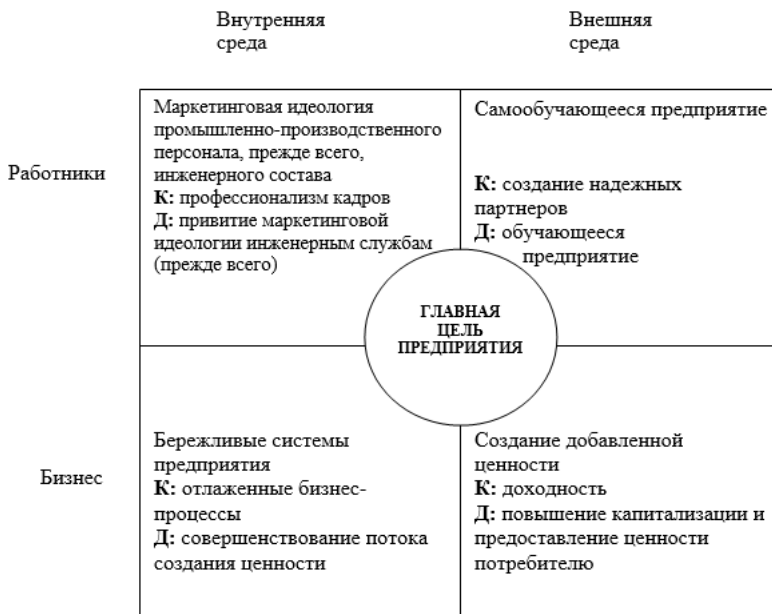 Внутренняя
среда
Внешняя
среда
Работники
Маркетинговая идеология
промышленно-производственного
персонала, прежде всего,
инженерного состава
К: профессионализм кадров
Д: привитие маркетинговой
идеологии инженерным службам
(прежде всего)
Самообучающееся предприятие
К: создание надежных
партнеров
Д: обучающееся
предприятие
ГЛАВНАЯ
ЦЕЛЬ
ПРЕДПРИЯТИЯ
Бизнес
Бережливые системы
предприятия
К: отлаженные бизнес-
процессы
Д: совершенствование потока
создания ценности
Создание добавленной
ценности
К: доходность
Д: повышение капитализации и
предоставление ценности
потребителю